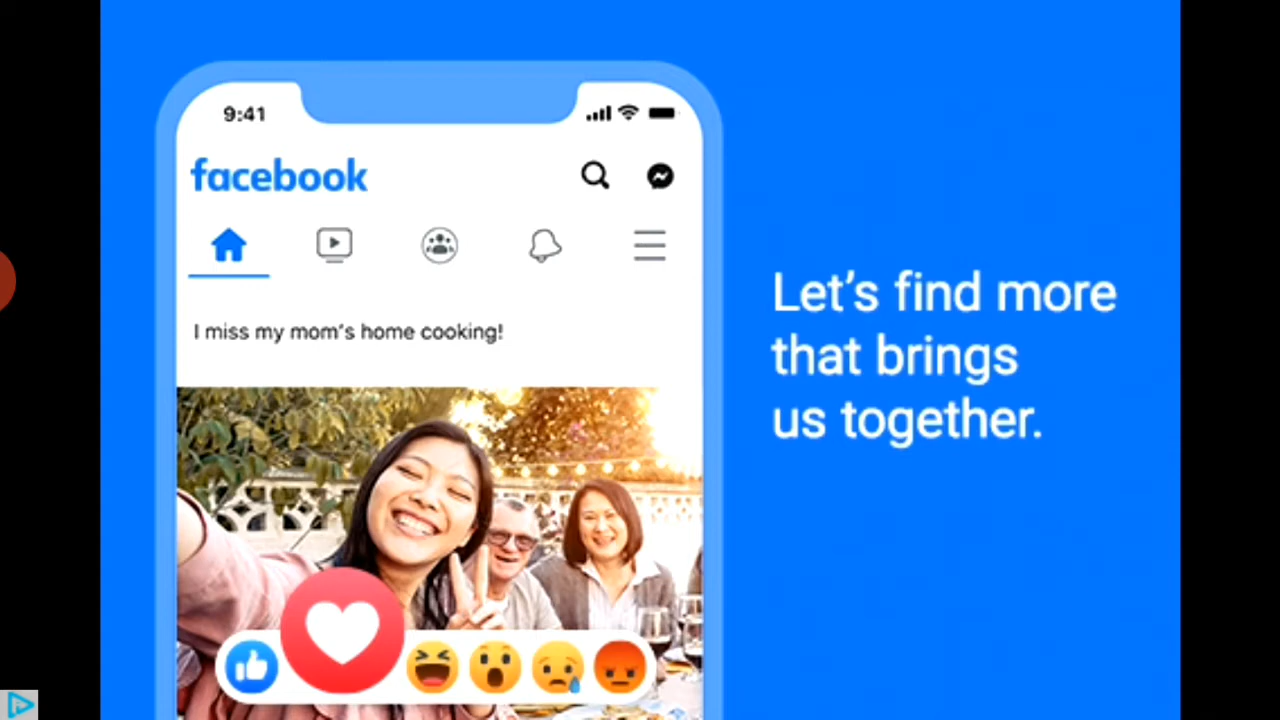 9:41
facebook
I miss my mom's home cooking!
Let's find more
that brings
us together.